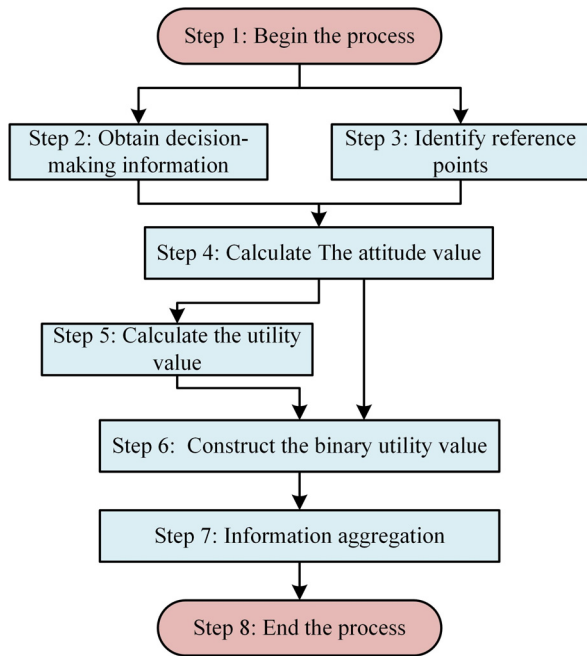 Step 1: Begin the process
Step 2: Obtain decision-
making information
Step 3: Identify reference
points
Step 4: Calculate The attitude value
Step 5: Calculate the utility
value
Step 6:  Construct the binary utility value
Step 7: Information aggregation
Step 8: End the process